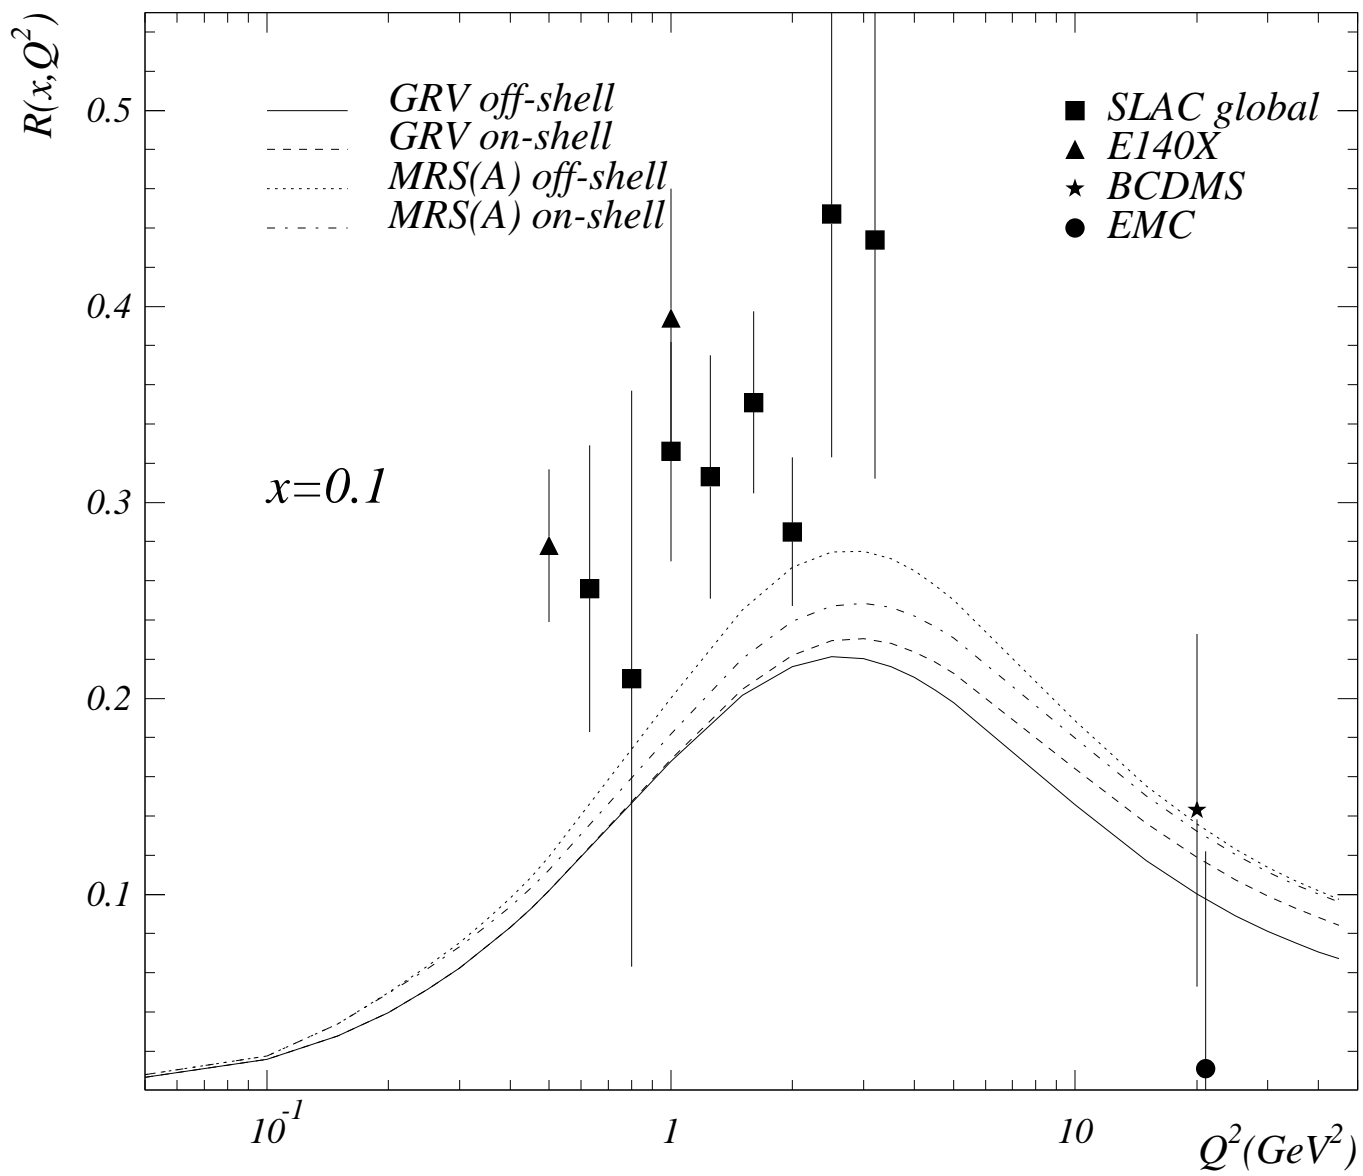 R(x,Q²)
GRV off-shell
GRV on-shell
MRS(A) off-shell
MRS(A) on-shell
SLAC global
E140X
BCDMS
EMC
x=0.1
0.5
0.4
0.3
0.2
0.1
10⁻¹
1
10
Q²(GeV²)